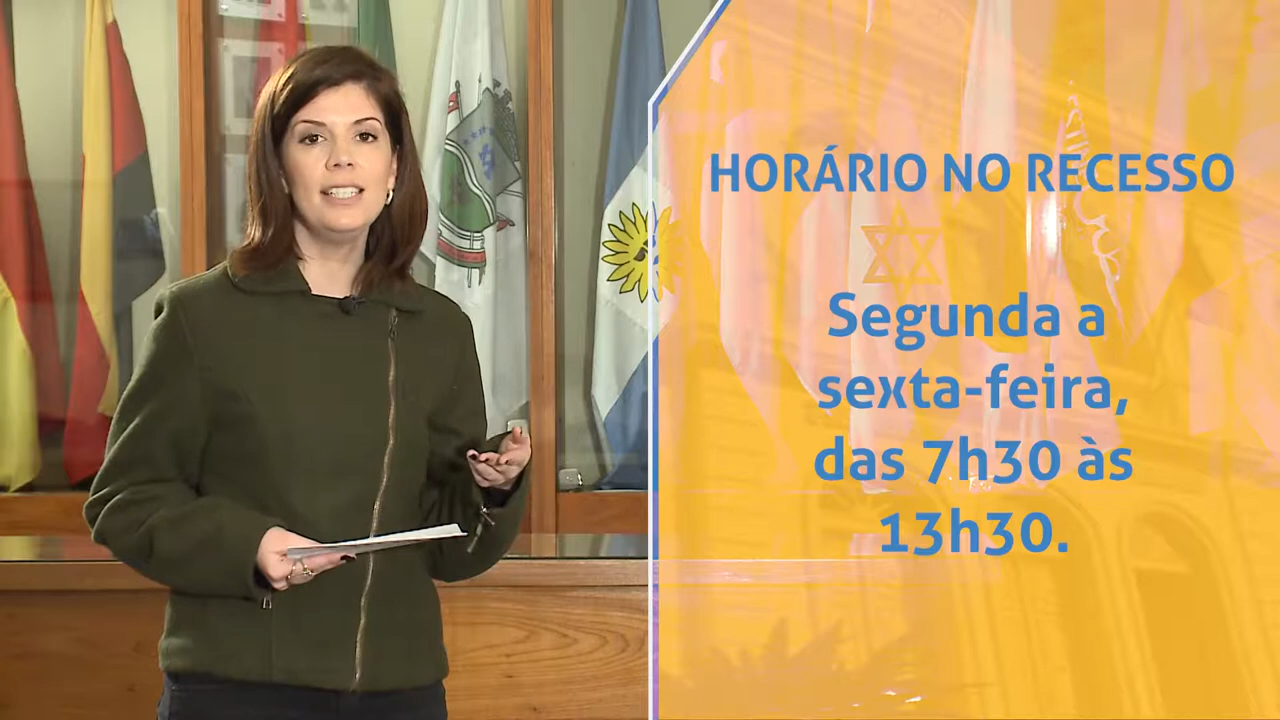 HORÁRIO NO RECESSO
Segunda a
sexta-feira,
das 7h30 às
13h30.